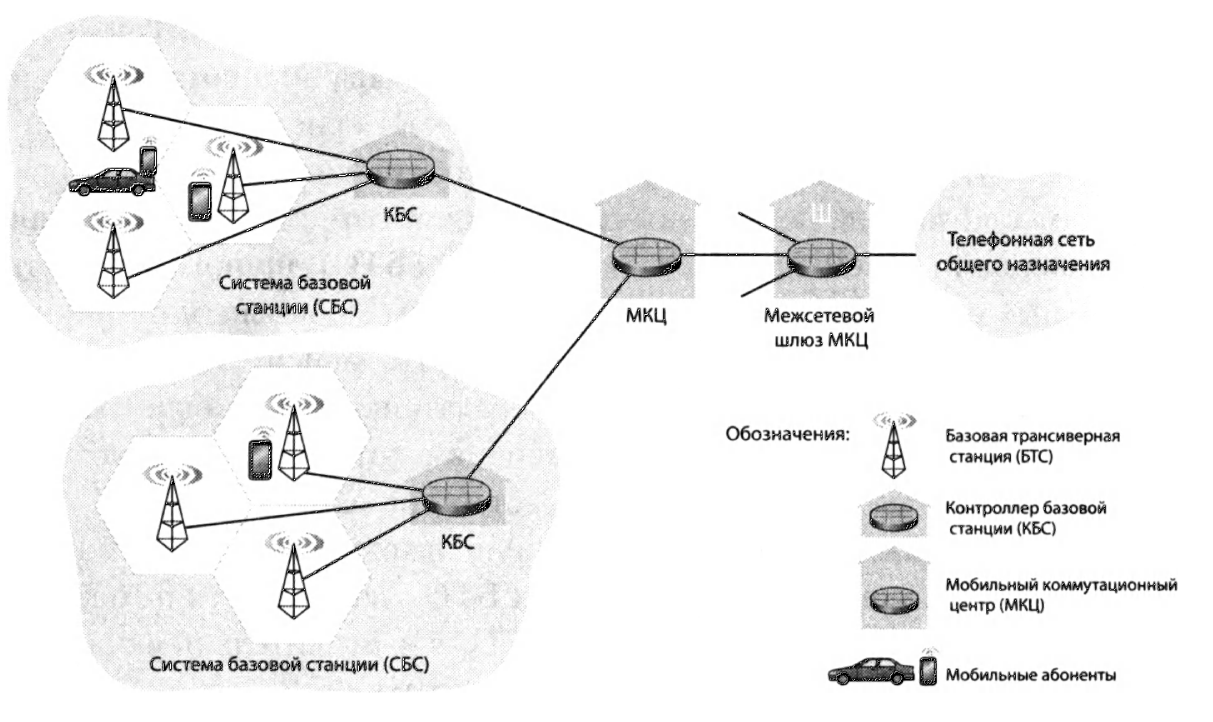 КБС
Система базовой
станции (СБС)
МКЦ
Ш
Межсетевой
шлюз МКЦ
Телефонная сеть
общего назначения
КБС
Система базовой станции (СБС)
Обозначения:
Базовая трансиверная
станция (БТС)
Контроллер базовой
станции (КБС)
Мобильный коммутационный
центр (МКЦ)
Мобильные абоненты